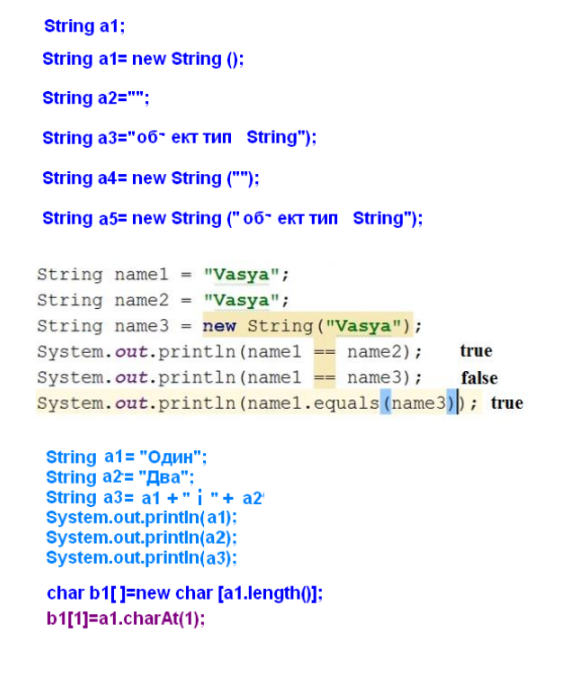 String a1;
String a1= new String ();
String a2="";
String a3="об՝ ект тип String");
String a4= new String ("");
String a5= new String (" об՝ ект тип String");
String name1 = "Vasya";
String name2 = "Vasya";
String name3 = new String("Vasya");
System.out.println(name1 == name2); true
System.out.println(name1 == name3); false
System.out.println(name1.equals(name3)); true
String a1= "Один";
String a2= "Два";
String a3= a1 +" і "+ a2
System.out.println(a1);
System.out.println(a2);
System.out.println(a3);
char b1[ ]=new char [a1.length()];
b1[1]=a1.charAt(1);